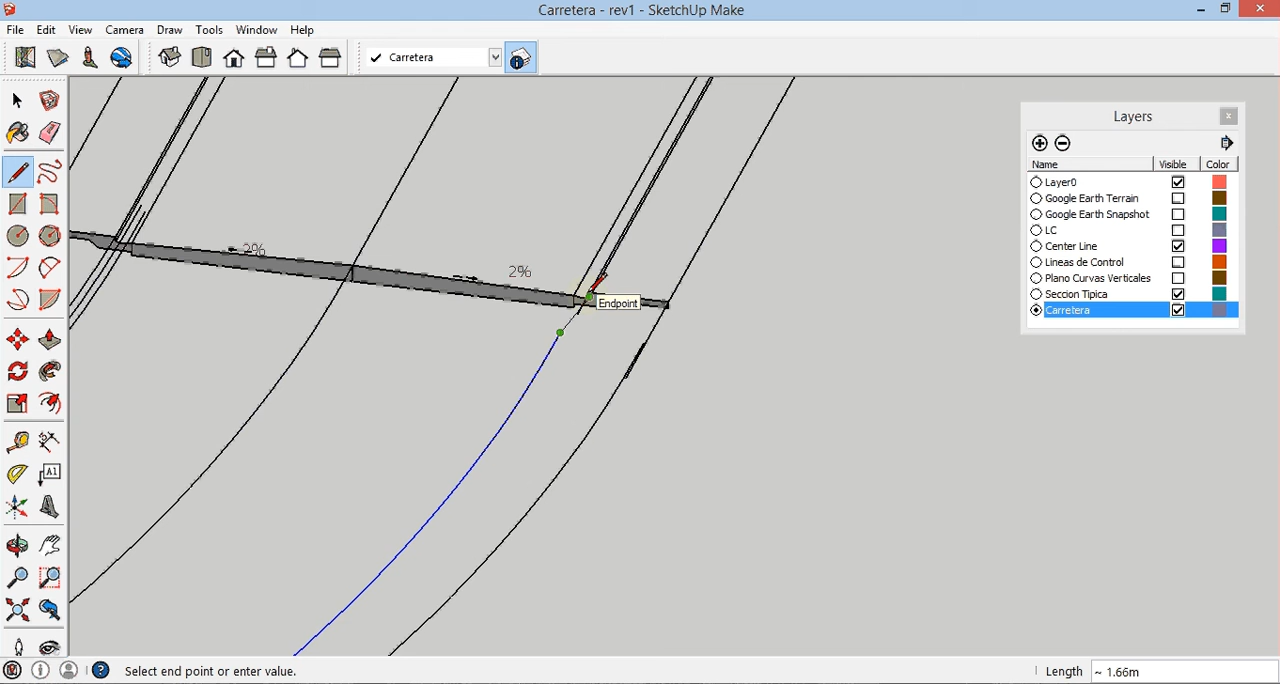 Carretera - rev1 - SketchUp Make
File Edit View Camera Draw Tools Window Help
Carretera
Layers
Name Visible Color
Layer0
Google Earth Terrain
Google Earth Snapshot
LC
Center Line
Lineas de Control
Plano Curvas Verticales
Seccion Tipica
Carretera
2%
2%
Endpoint
A1
Select end point or enter value.
Length ~ 1.66m